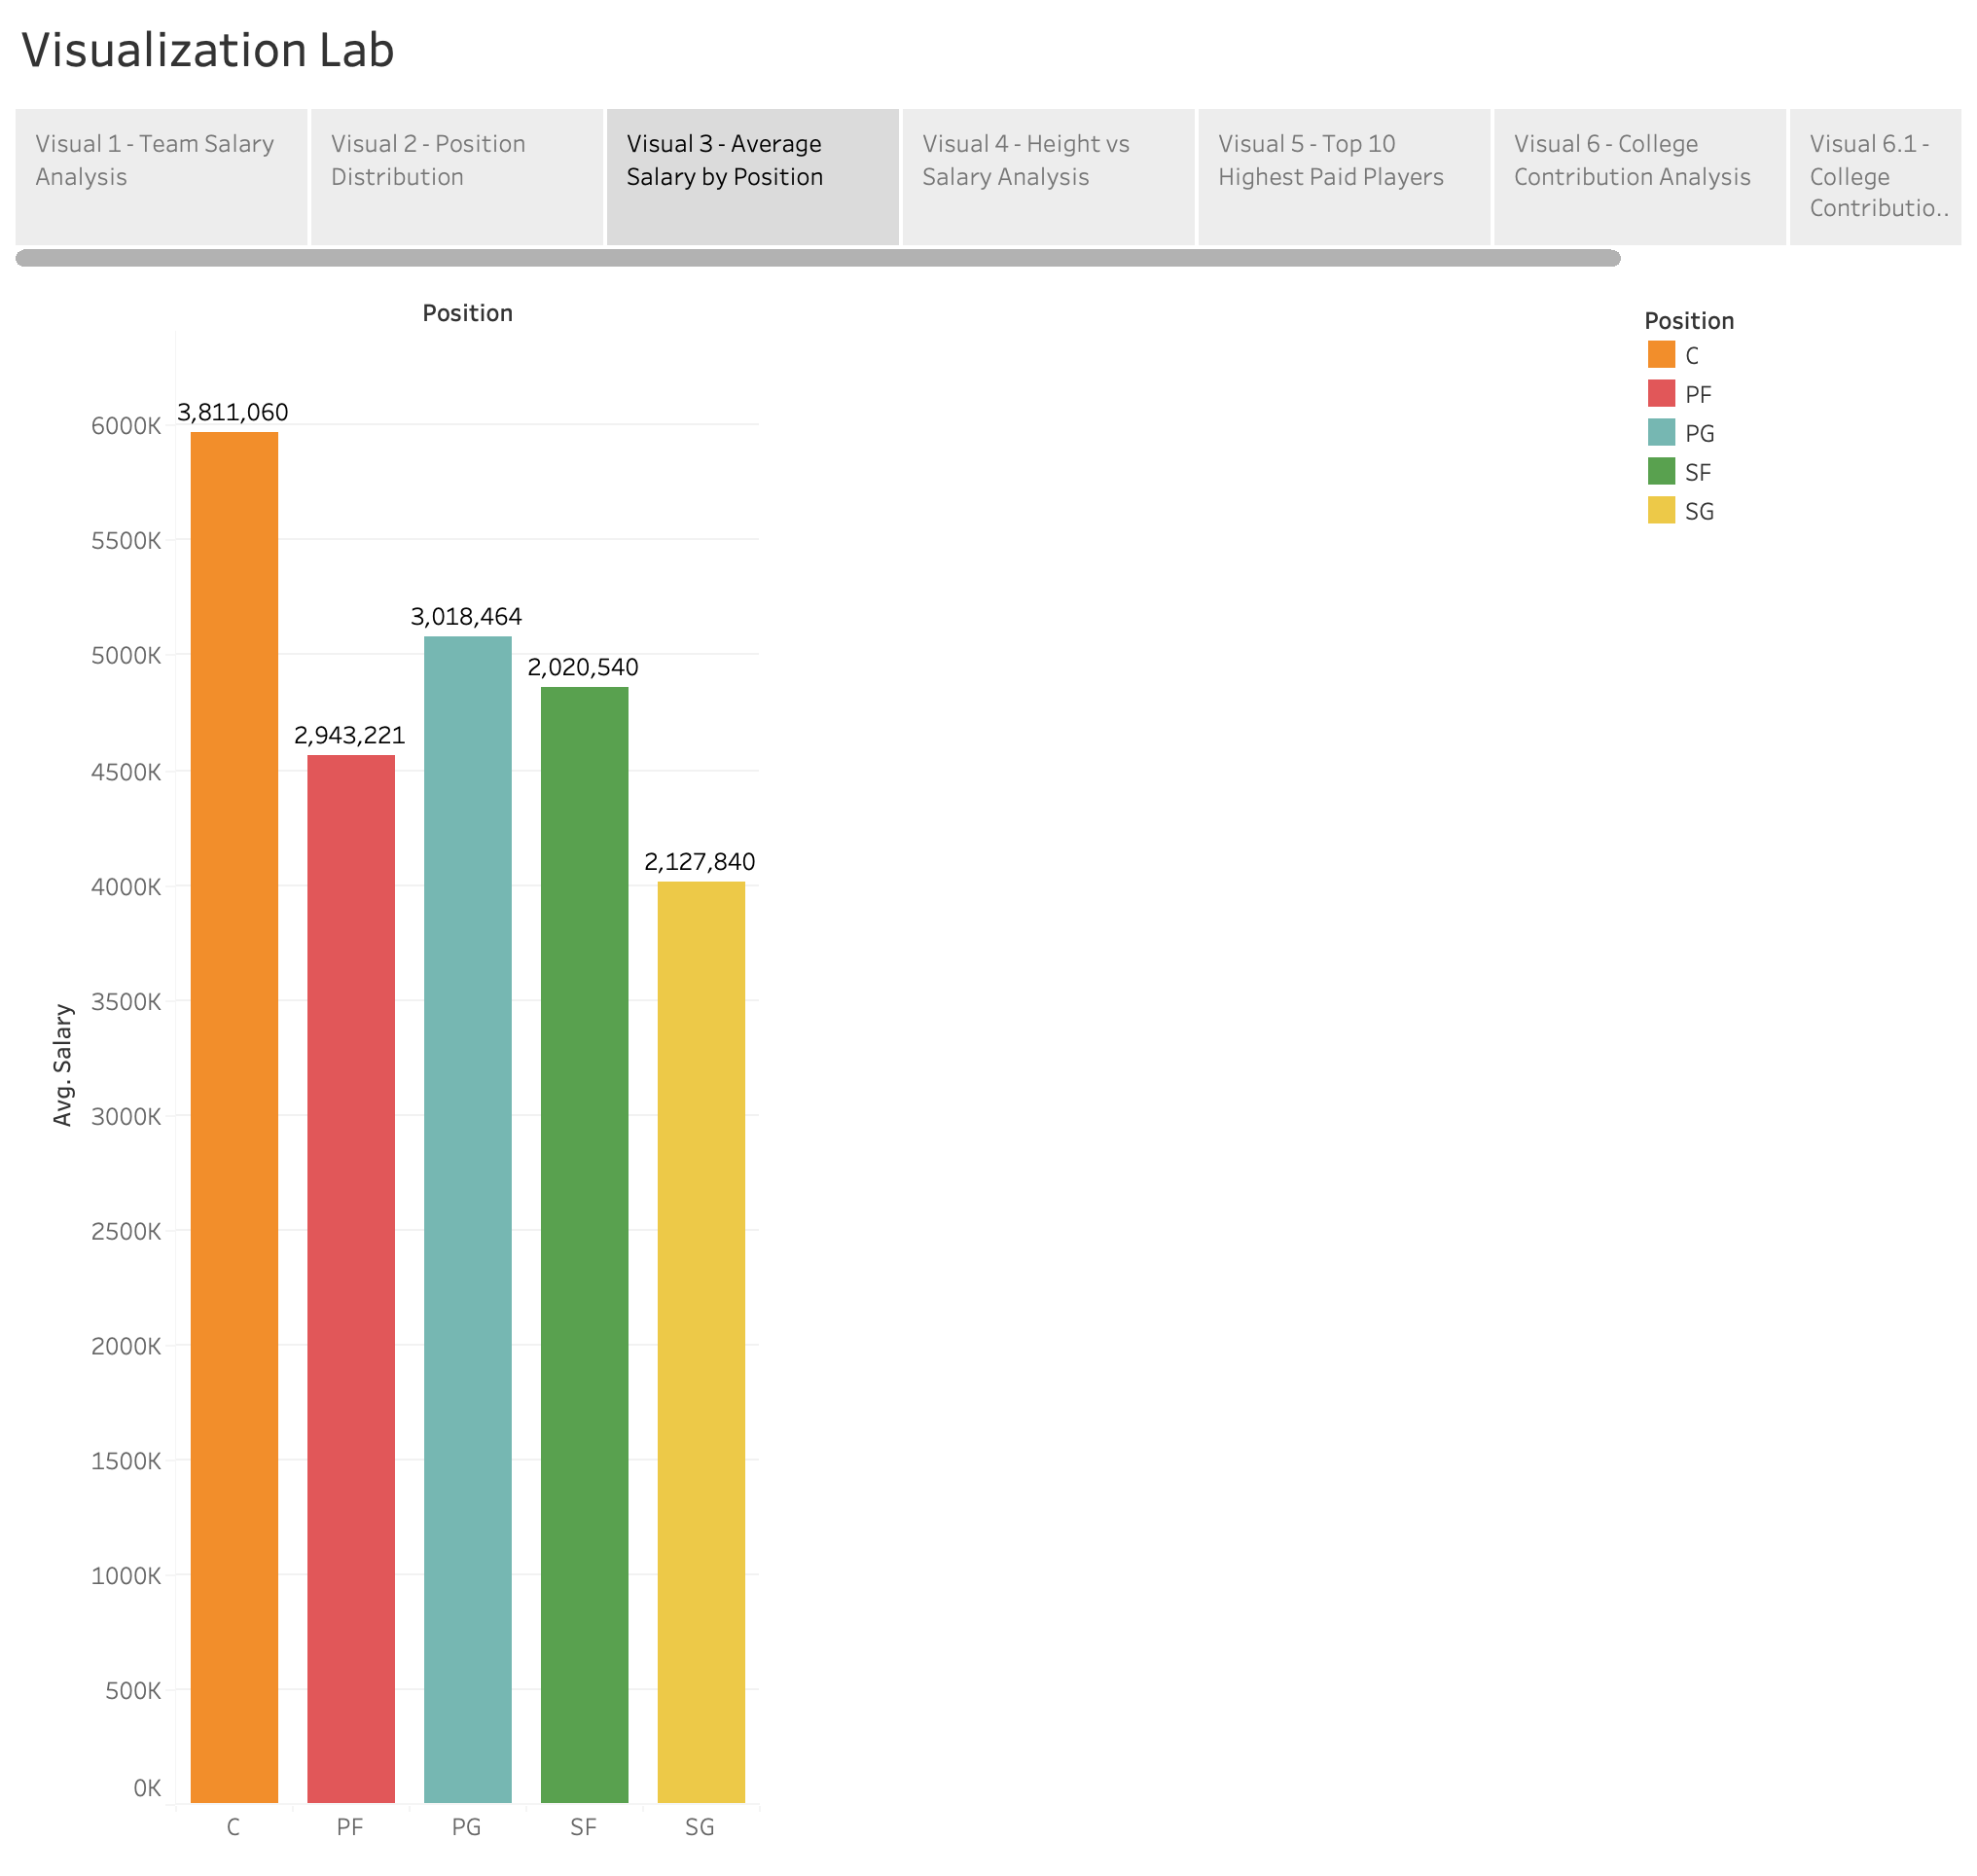 Visualization Lab
Visual 1 - Team Salary
Analysis
Visual 2 - Position
Distribution
Visual 3 - Average
Salary by Position
Visual 4 - Height vs
Salary Analysis
Visual 5 - Top 10
Highest Paid Players
Visual 6 - College
Contribution Analysis
Visual 6.1 -
College
Contributio..
Position
6000K
5500K
5000K
4500K
4000K
3500K
3000K
2500K
2000K
1500K
1000K
500K
0K
Avg. Salary
3,811,060
2,943,221
3,018,464
2,020,540
2,127,840
C
PF
PG
SF
SG
Position
C
PF
PG
SF
SG